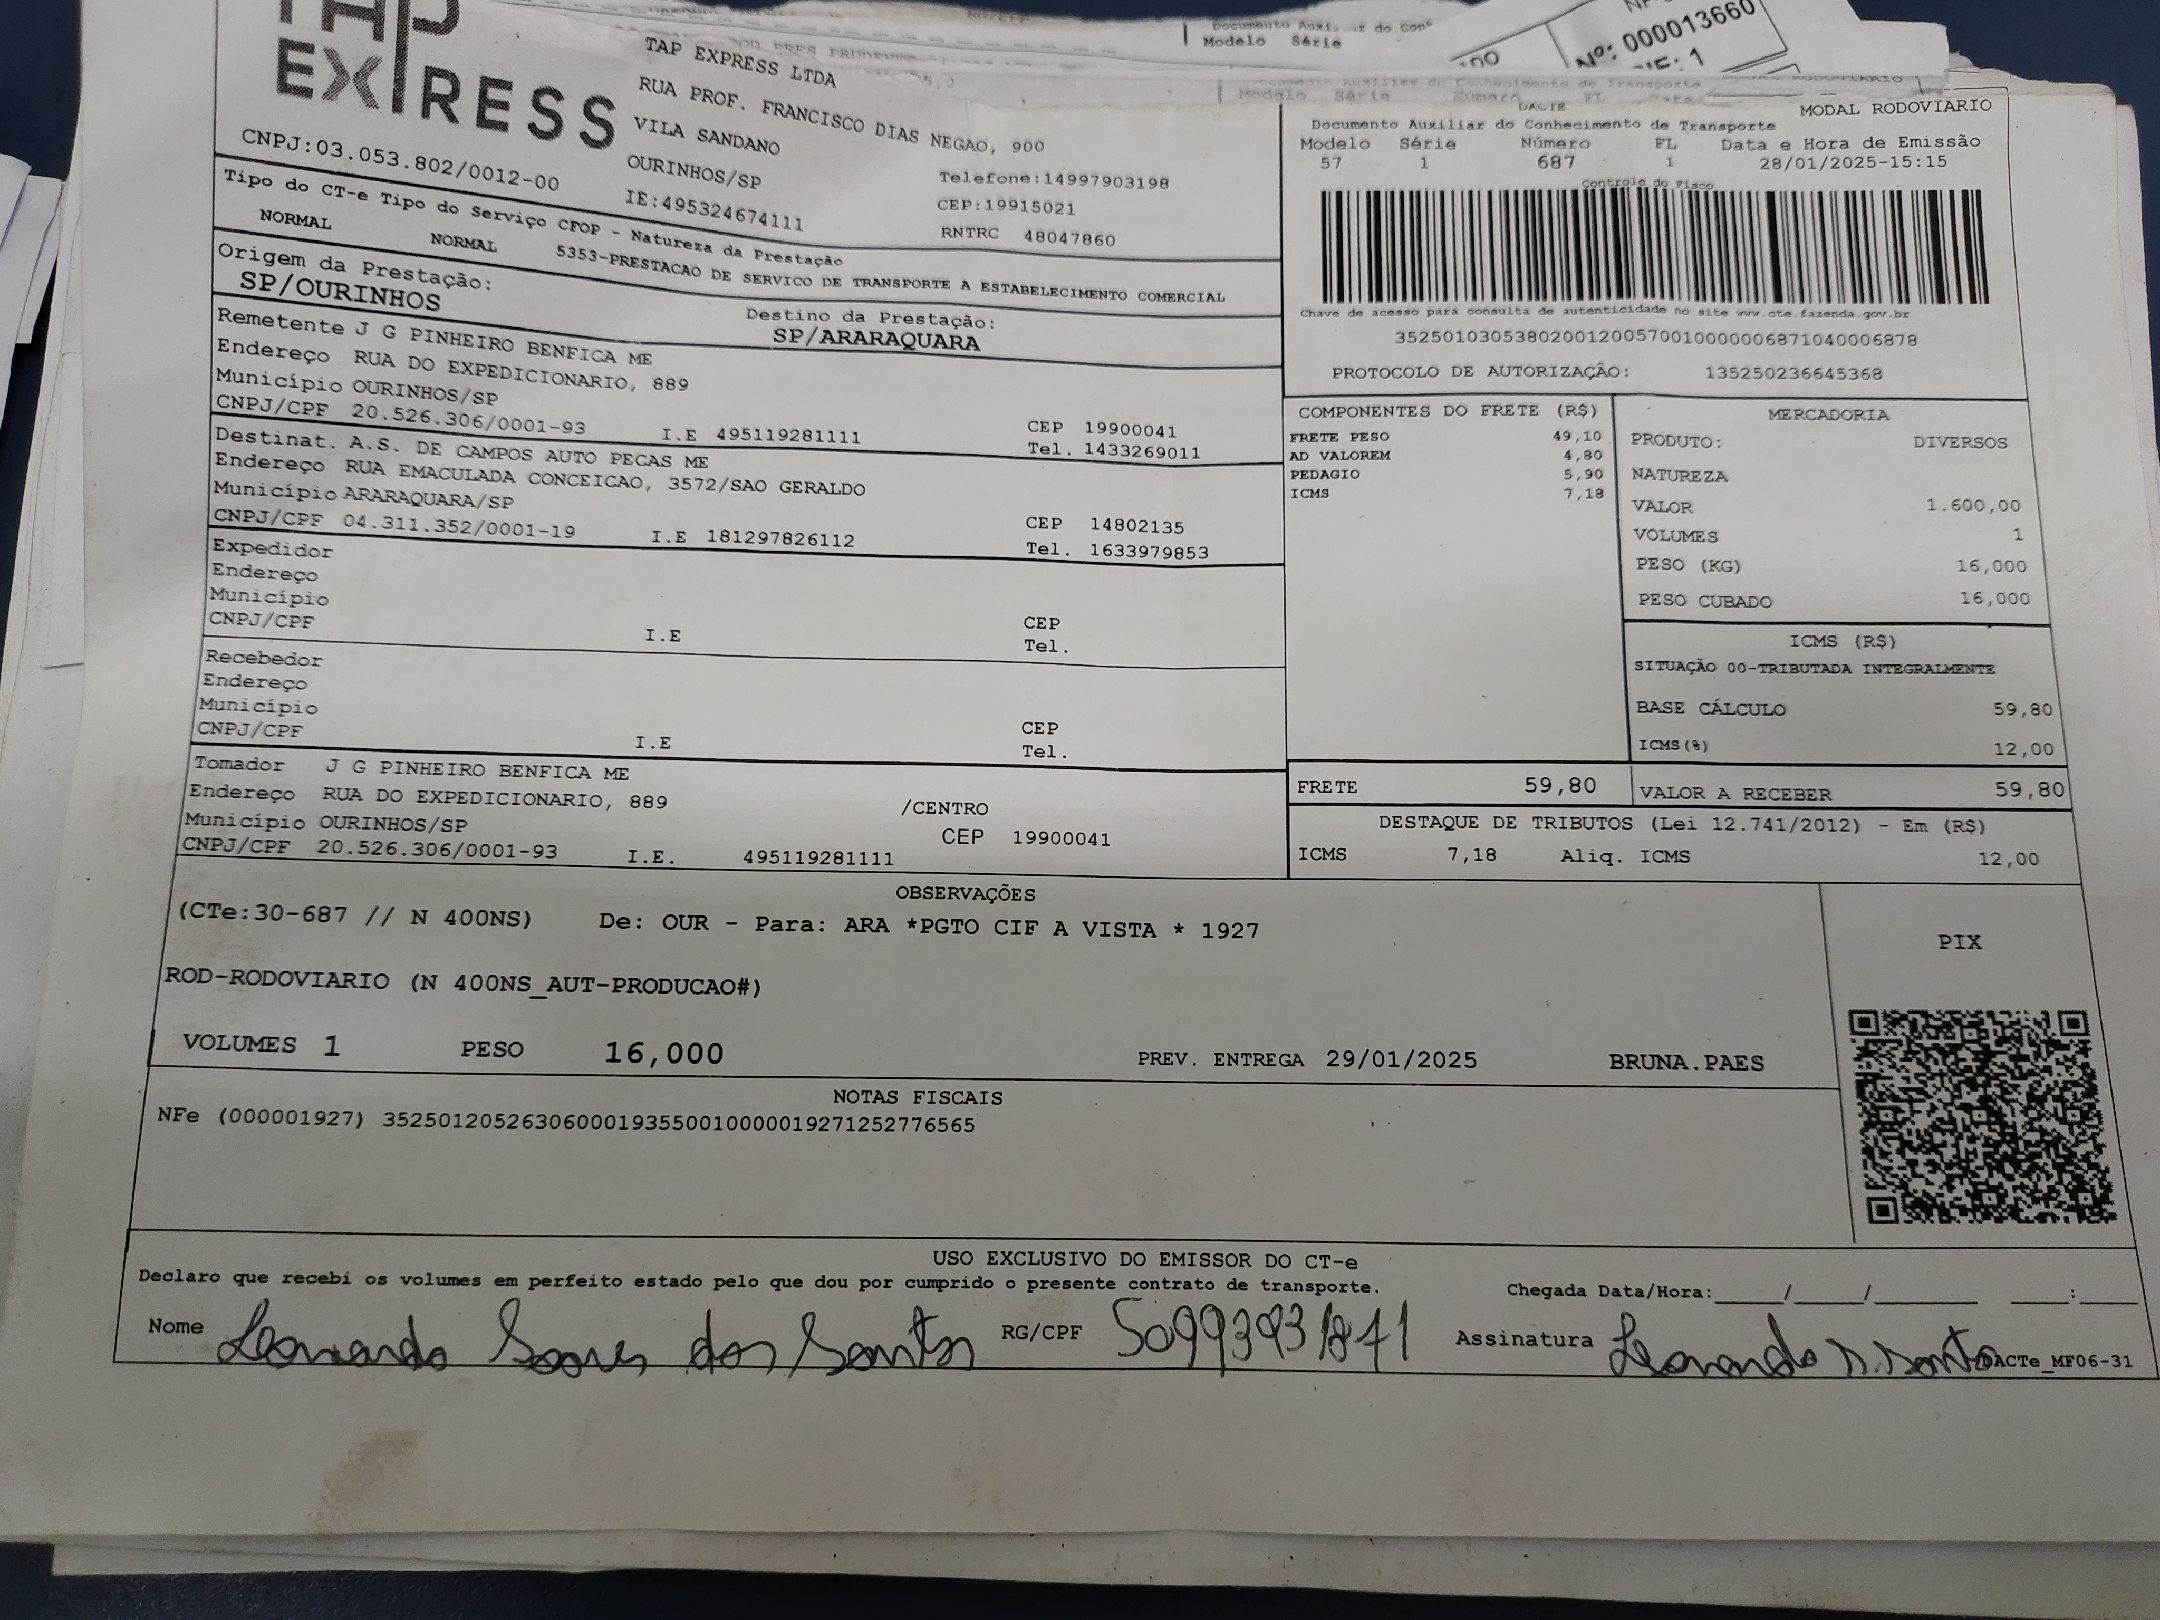 TAP
EXPRESS
CNPJ:03.053.802/0012-00
TAP EXPRESS LTDA
RUA PROF. FRANCISCO DIAS NEGAO, 900
VILA SANDANO
OURINHOS/SP
IE:495324674111
Telefone:14997903198
CEP:19915021
RNTRC 48047860
Documento Auxi
Modelo Série
Nº: 000013660
DACTE
MODAL RODOVIARIO
Documento Auxiliar do Conhecimento de Transporte
Modelo Série Número FL Data e Hora de Emissão
57 1 687 1 28/01/2025-15:15
Controle do Fisco
Chave de acesso para consulta de autenticidade no site www.cte.fazenda.gov.br
35250103053802001200570010000006871040006878
PROTOCOLO DE AUTORIZAÇÃO: 135250236645368
Tipo do CT-e Tipo do Serviço CFOP - Natureza da Prestação
NORMAL NORMAL 5353-PRESTACAO DE SERVICO DE TRANSPORTE A ESTABELECIMENTO COMERCIAL
Origem da Prestação:
SP/OURINHOS
Destino da Prestação:
SP/ARARAQUARA
Remetente J G PINHEIRO BENFICA ME
Endereço RUA DO EXPEDICIONARIO, 889
Município OURINHOS/SP CEP 19900041
CNPJ/CPF 20.526.306/0001-93 I.E 495119281111 Tel. 1433269011
Destinat. A.S. DE CAMPOS AUTO PECAS ME
Endereço RUA EMACULADA CONCEICAO, 3572/SAO GERALDO
Município ARARAQUARA/SP CEP 14802135
CNPJ/CPF 04.311.352/0001-19 I.E 181297826112 Tel. 1633979853
Expedidor
Endereço
Município CEP
CNPJ/CPF I.E Tel.
Recebedor
Endereço
Município CEP
CNPJ/CPF I.E Tel.
Tomador J G PINHEIRO BENFICA ME
Endereço RUA DO EXPEDICIONARIO, 889 /CENTRO
Município OURINHOS/SP CEP 19900041
CNPJ/CPF 20.526.306/0001-93 I.E. 495119281111
COMPONENTES DO FRETE (R$)
FRETE PESO 49,10
AD VALOREM 4,80
PEDAGIO 5,90
ICMS 7,18
MERCADORIA
PRODUTO: DIVERSOS
NATUREZA
VALOR 1.600,00
VOLUMES 1
PESO (KG) 16,000
PESO CUBADO 16,000
ICMS (R$)
SITUAÇÃO 00-TRIBUTADA INTEGRALMENTE
BASE CÁLCULO 59,80
ICMS(%) 12,00
FRETE 59,80 VALOR A RECEBER 59,80
DESTAQUE DE TRIBUTOS (Lei 12.741/2012) - Em (R$)
ICMS 7,18 Aliq. ICMS 12,00
OBSERVAÇÕES
(CTe:30-687 // N 400NS) De: OUR - Para: ARA *PGTO CIF A VISTA * 1927
ROD-RODOVIARIO (N 400NS_AUT-PRODUCAO#)
PIX
VOLUMES 1 PESO 16,000 PREV. ENTREGA 29/01/2025 BRUNA.PAES
NOTAS FISCAIS
NFe (000001927) 35250120526306000193550010000019271252776565
USO EXCLUSIVO DO EMISSOR DO CT-e
Declaro que recebi os volumes em perfeito estado pelo que dou por cumprido o presente contrato de transporte. Chegada Data/Hora:____/____/________ ____:____
Nome Leonardo Soares dos Santos RG/CPF 50993931871 Assinatura Leonardo S. Santos
DACTe_MF06-31